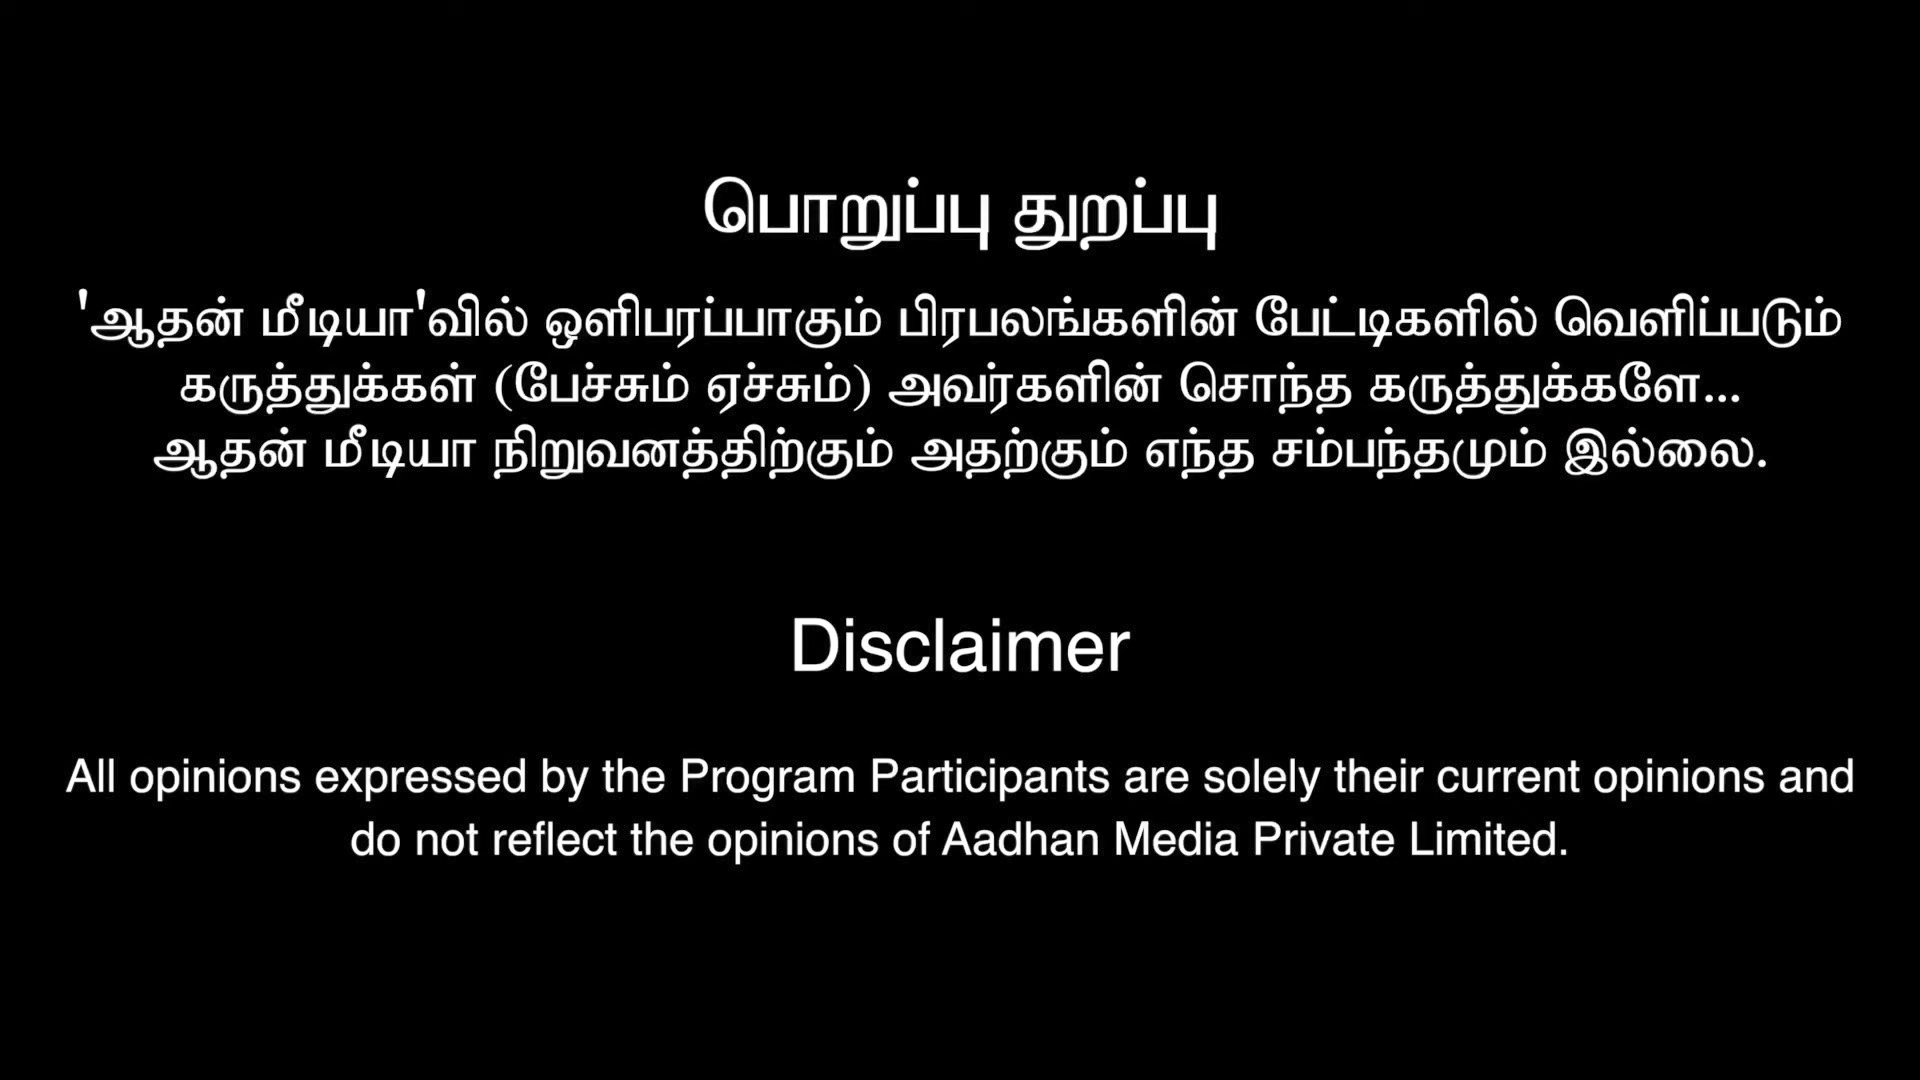 பொறுப்பு துறப்பு
'ஆதன் மீடியா'வில் ஒளிபரப்பாகும் பிரபலங்களின் பேட்டிகளில் வெளிப்படும்
கருத்துக்கள் (பேச்சும் ஏச்சும்) அவர்களின் சொந்த கருத்துக்களே...
ஆதன் மீடியா நிறுவனத்திற்கும் அதற்கும் எந்த சம்பந்தமும் இல்லை.
Disclaimer
All opinions expressed by the Program Participants are solely their current opinions and
do not reflect the opinions of Aadhan Media Private Limited.